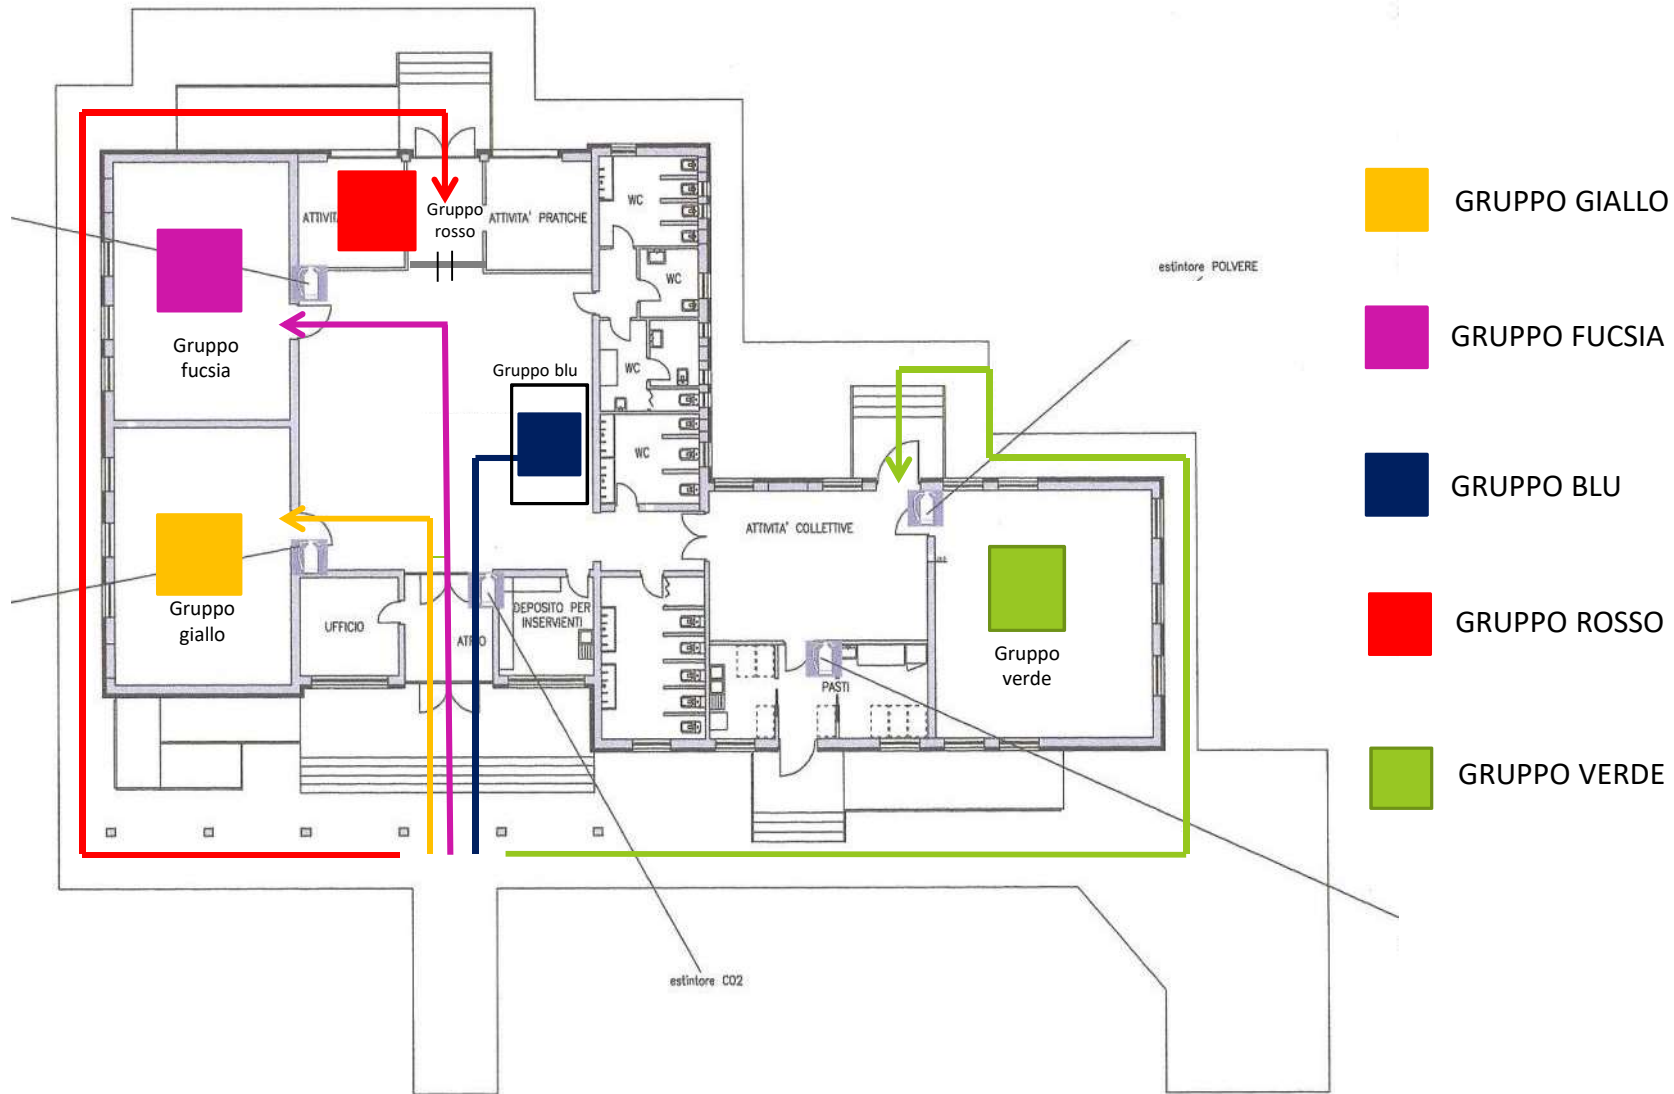 Gruppo
rosso
ATTIVITA' PRATICHE
WC
WC
WC
WC
Gruppo
fucsia
Gruppo blu
estintore POLVERE
ATTIVITA' COLLETTIVE
Gruppo
giallo
UFFICIO
DEPOSITO PER
INSERVIENTI
PASTI
Gruppo
verde
estintore CO2
GRUPPO GIALLO
GRUPPO FUCSIA
GRUPPO BLU
GRUPPO ROSSO
GRUPPO VERDE